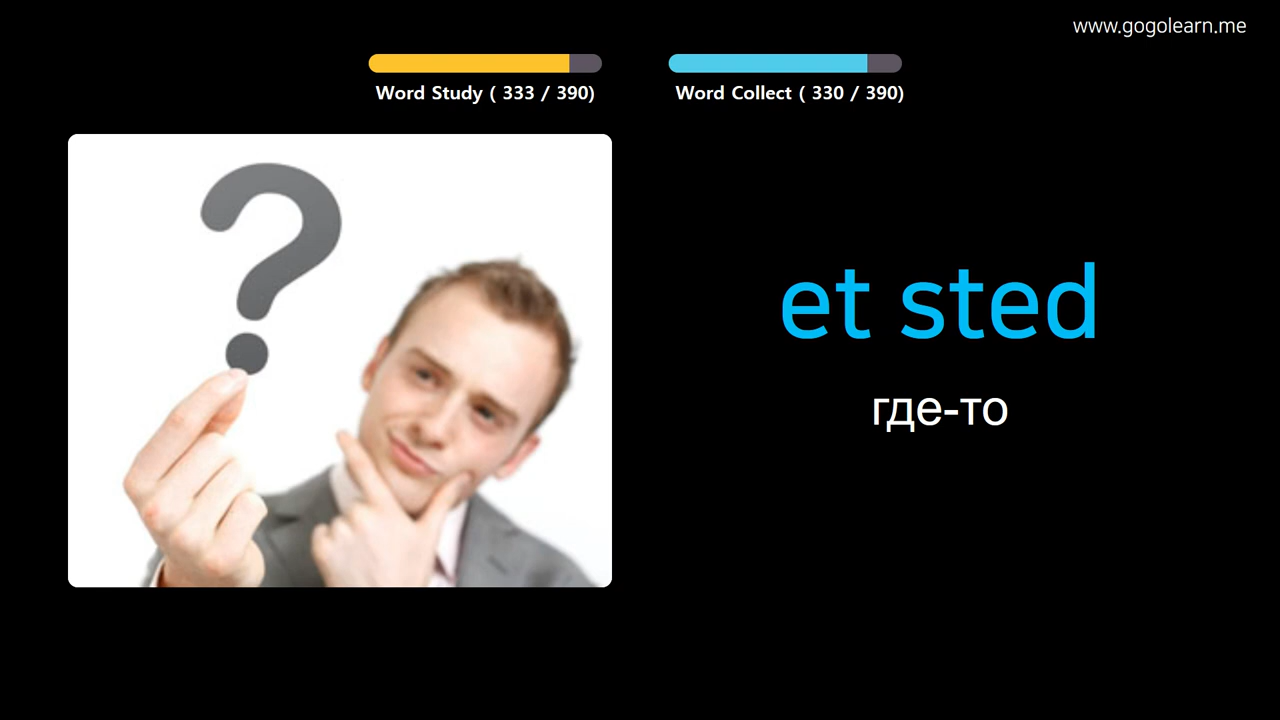 www.gogolearn.me
Word Study ( 333 / 390)
Word Collect ( 330 / 390)
?
et sted
где-то